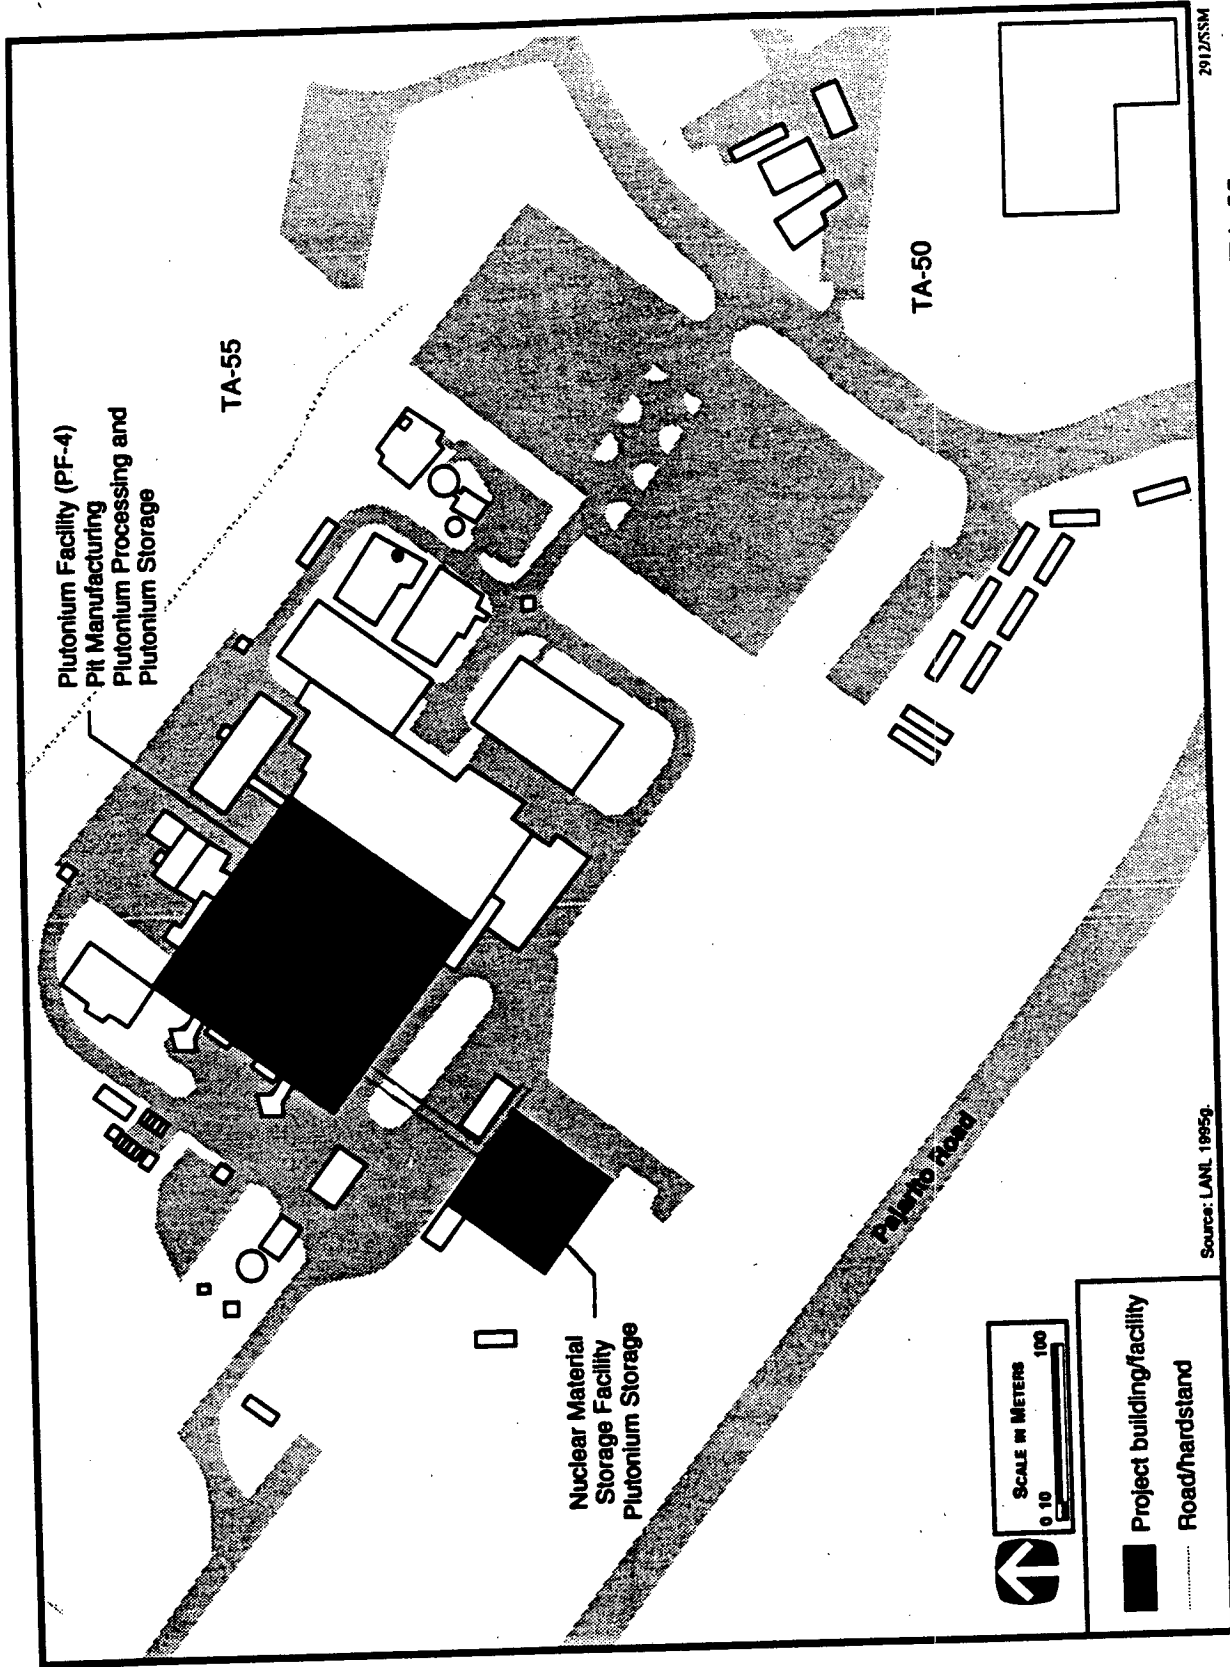 Plutonium Facility (PF-4)
Pit Manufacturing
Plutonium Processing and
Plutonium Storage
TA-55
TA-50
Nuclear Material
Storage Facility
Plutonium Storage
Pajarito Road
SCALE IN METERS
0 10 100
Project building/facility
Road/hardstand
Source: LANL 1995g.
2912/SSM